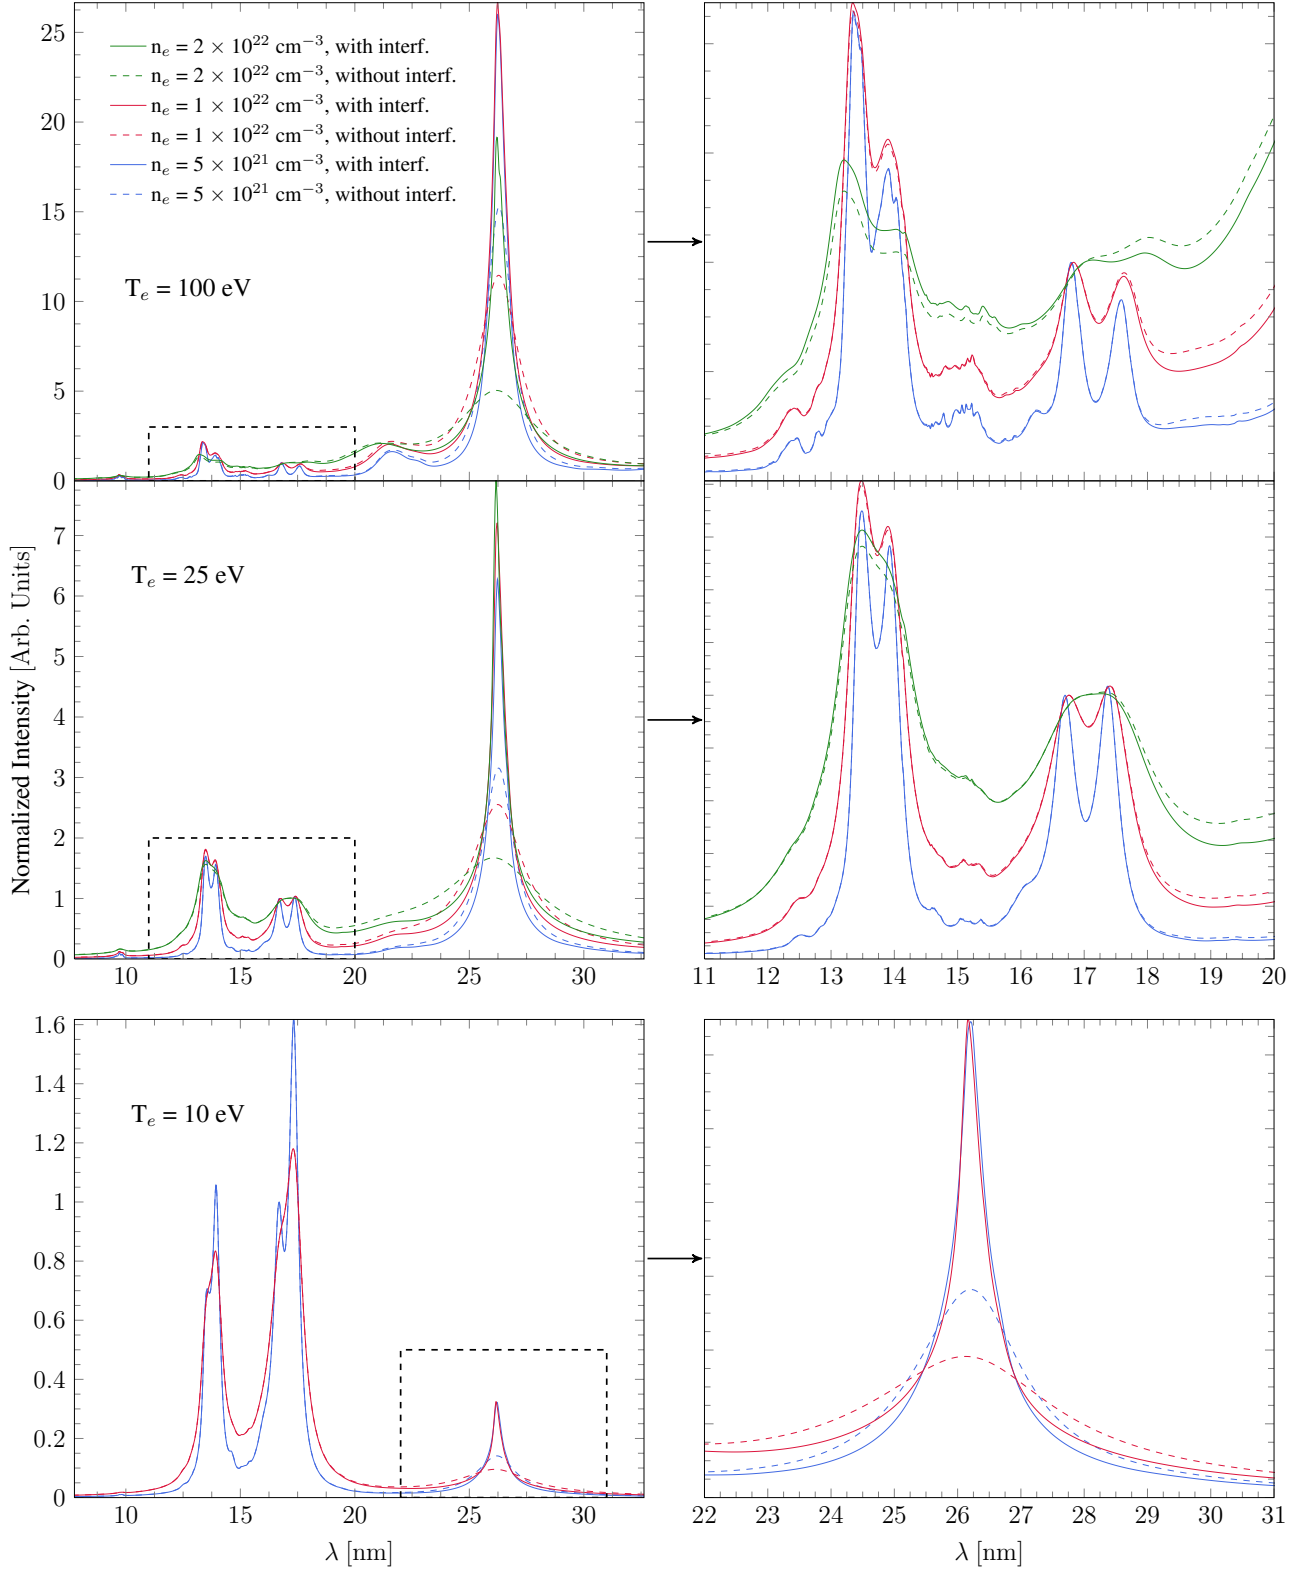 25
20
15
10
5
0
n_e = 2 × 10^22 cm^−3, with interf.
n_e = 2 × 10^22 cm^−3, without interf.
n_e = 1 × 10^22 cm^−3, with interf.
n_e = 1 × 10^22 cm^−3, without interf.
n_e = 5 × 10^21 cm^−3, with interf.
n_e = 5 × 10^21 cm^−3, without interf.
T_e = 100 eV
Normalized Intensity [Arb. Units]
7
6
5
4
3
2
1
0
T_e = 25 eV
10 15 20 25 30
11 12 13 14 15 16 17 18 19 20
1.6
1.4
1.2
1
0.8
0.6
0.4
0.2
0
T_e = 10 eV
10 15 20 25 30
22 23 24 25 26 27 28 29 30 31
λ [nm]
λ [nm]